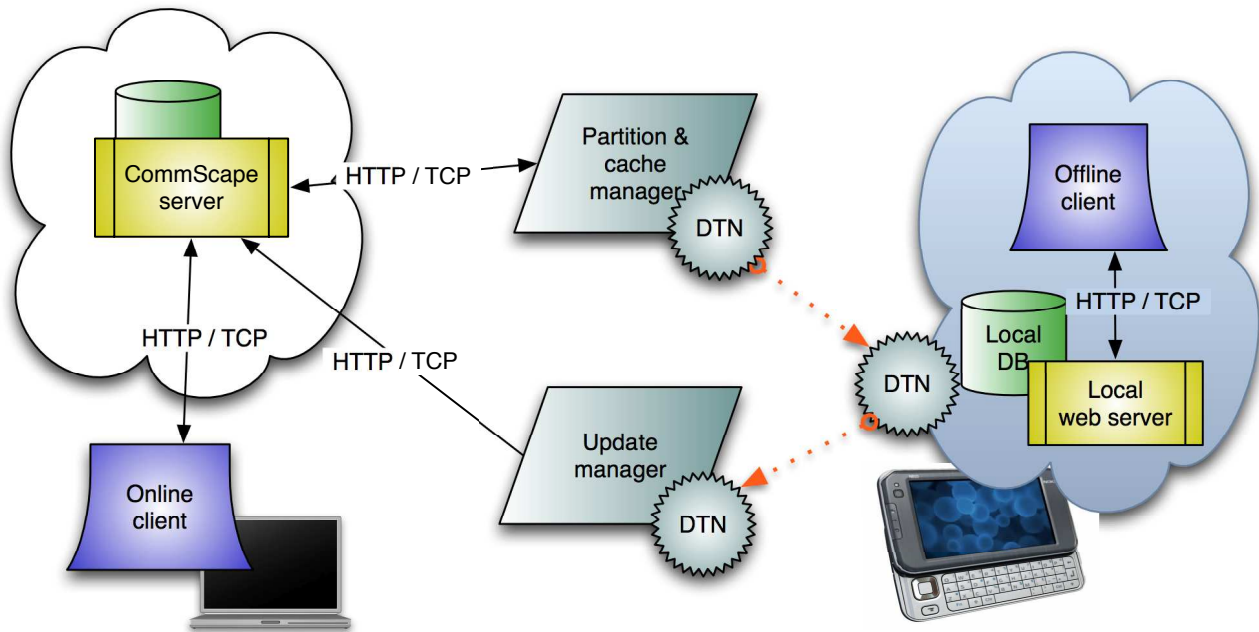 CommScape
server
HTTP / TCP
Partition &
cache
manager
DTN
Offline
client
HTTP / TCP
Local
DB
Local
web server
DTN
HTTP / TCP
HTTP / TCP
Update
manager
DTN
Online
client